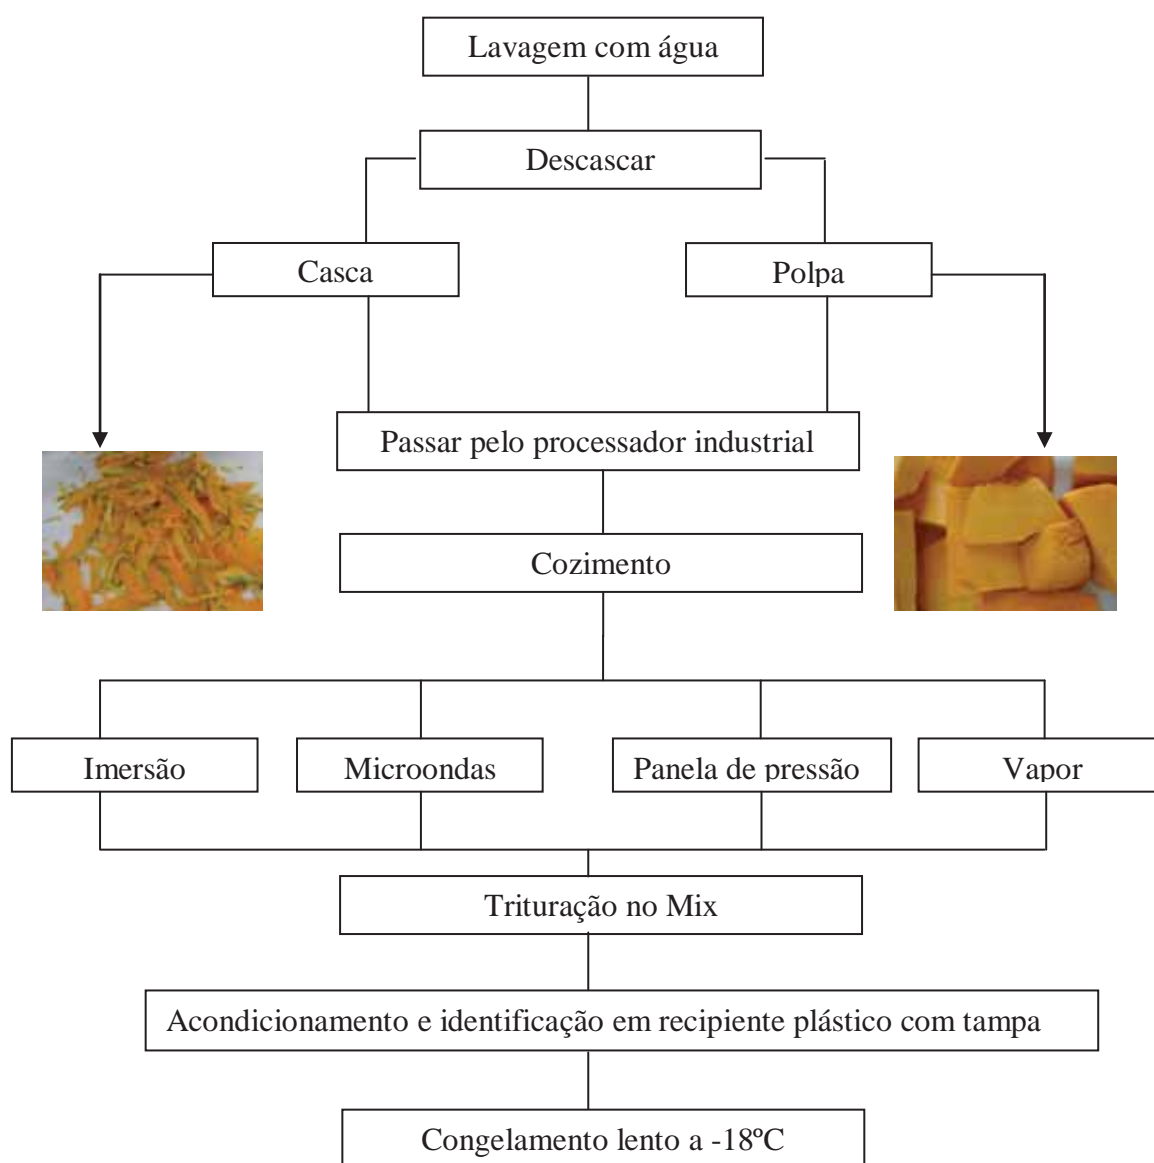 Lavagem com água
Descascar
Casca
Polpa
Passar pelo processador industrial
Cozimento
Imersão
Microondas
Panela de pressão
Vapor
Trituração no Mix
Acondicionamento e identificação em recipiente plástico com tampa
Congelamento lento a -18ºC